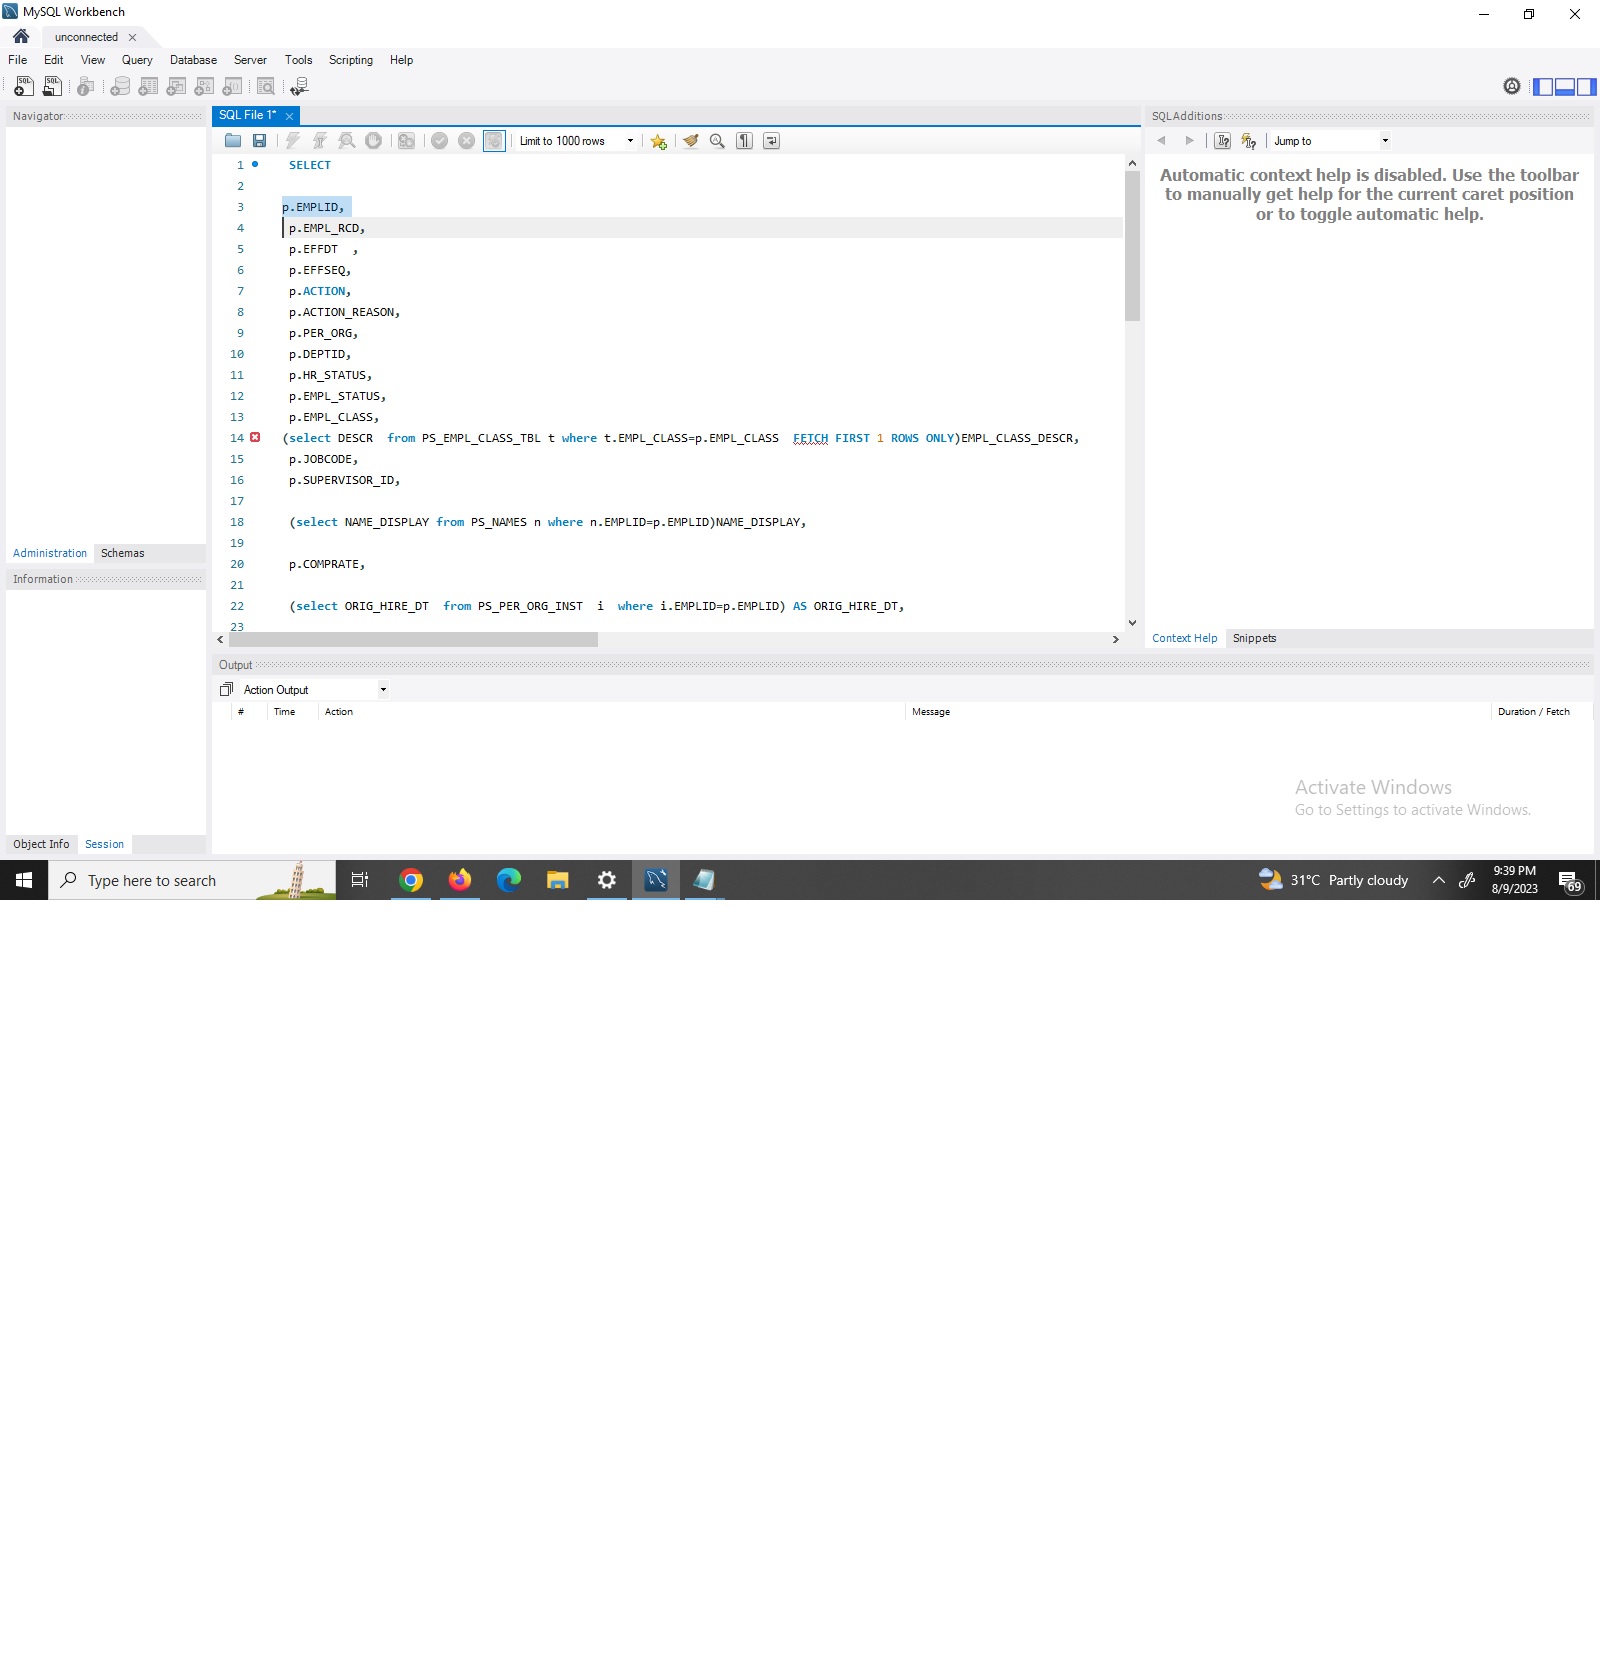 MySQL Workbench
unconnected
File Edit View Query Database Server Tools Scripting Help
Navigator
SQL File 1*
SQLAdditions
Limit to 1000 rows
Jump to
1 SELECT
2
3 p.EMPLID,
4 p.EMPL_RCD,
5 p.EFFDT  ,
6 p.EFFSEQ,
7 p.ACTION,
8 p.ACTION_REASON,
9 p.PER_ORG,
10 p.DEPTID,
11 p.HR_STATUS,
12 p.EMPL_STATUS,
13 p.EMPL_CLASS,
14 (select DESCR  from PS_EMPL_CLASS_TBL t where t.EMPL_CLASS=p.EMPL_CLASS  FETCH FIRST 1 ROWS ONLY)EMPL_CLASS_DESCR,
15 p.JOBCODE,
16 p.SUPERVISOR_ID,
17
18 (select NAME_DISPLAY from PS_NAMES n where n.EMPLID=p.EMPLID)NAME_DISPLAY,
19
20 p.COMPRATE,
21
22 (select ORIG_HIRE_DT  from PS_PER_ORG_INST  i  where i.EMPLID=p.EMPLID) AS ORIG_HIRE_DT,
23
Automatic context help is disabled. Use the toolbar
to manually get help for the current caret position
or to toggle automatic help.
Administration Schemas
Information
Context Help Snippets
Output
Action Output
# Time Action Message Duration / Fetch
Activate Windows
Go to Settings to activate Windows.
Object Info Session
Type here to search
31°C Partly cloudy
9:39 PM
8/9/2023
69